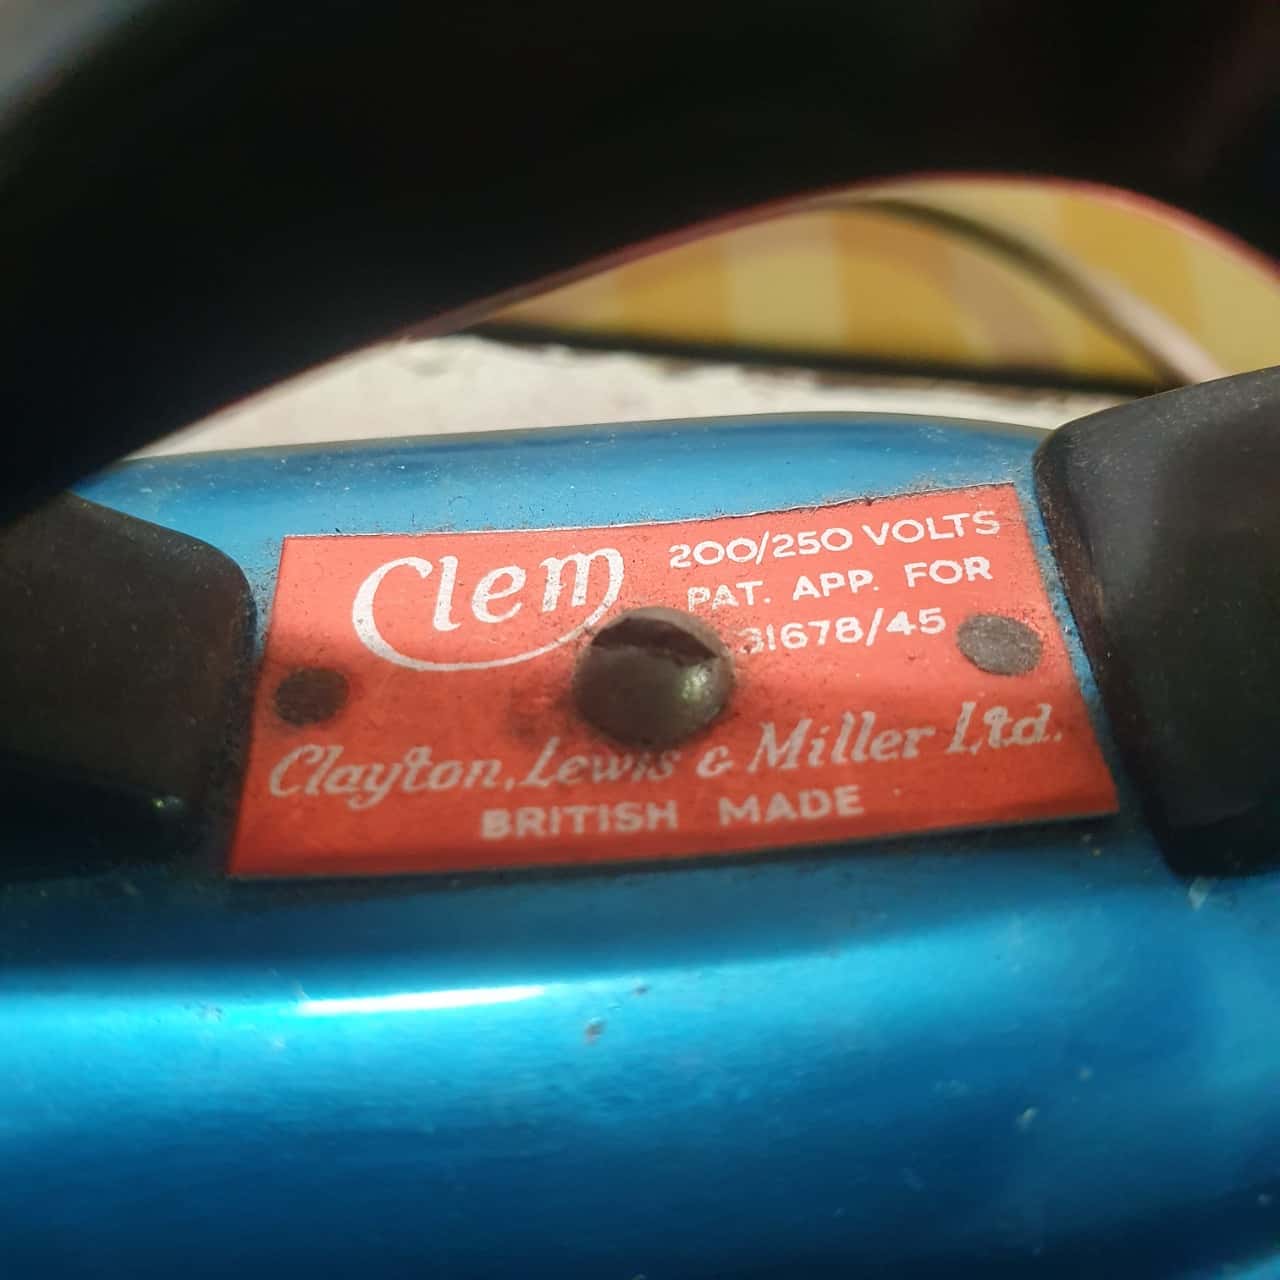 Clem
200/250 VOLTS
PAT. APP. FOR
31678/45
Clayton, Lewis & Miller Ltd.
BRITISH MADE